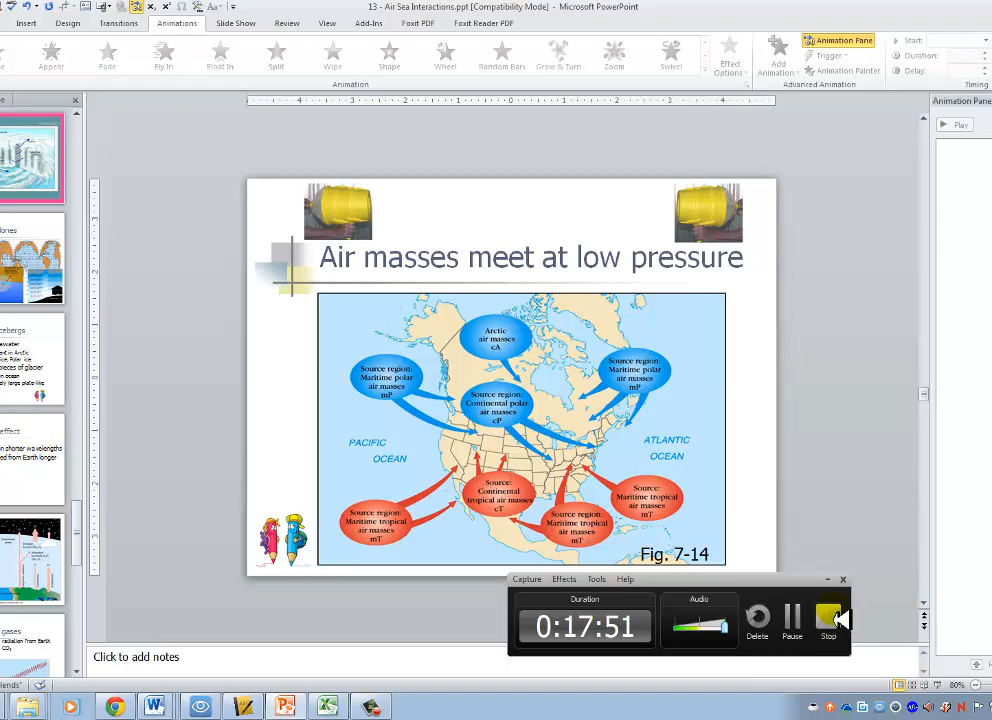 13 - Air Sea Interactions.ppt [Compatibility Mode] - Microsoft PowerPoint
Insert Design Transitions Animations Slide Show Review View Add-Ins Foxit PDF Foxit Reader PDF
Appear Fade Fly In Float In Split Wipe Shape Wheel Random Bars Grow & Turn Zoom Swivel
Effect Options
Add Animation
Animation Pane
Trigger
Animation Painter
Start:
Duration:
Delay:
Animation
Advanced Animation
Timing
Animation Pane
Play
Air masses meet at low pressure
Arctic
air masses
cA
Source region:
Maritime polar
air masses
mP
Source region:
Maritime polar
air masses
mP
Source region:
Continental polar
air masses
cP
PACIFIC
OCEAN
ATLANTIC
OCEAN
Source:
Continental
tropical air masses
cT
Source:
Maritime tropical
air masses
mT
Source region:
Maritime tropical
air masses
mT
Source region:
Maritime tropical
air masses
mT
Fig. 7-14
cebergs
effect
gases
radiation from Earth
CO₂
Capture Effects Tools Help
Duration
0:17:51
Audio
Delete Pause Stop
Click to add notes
80%